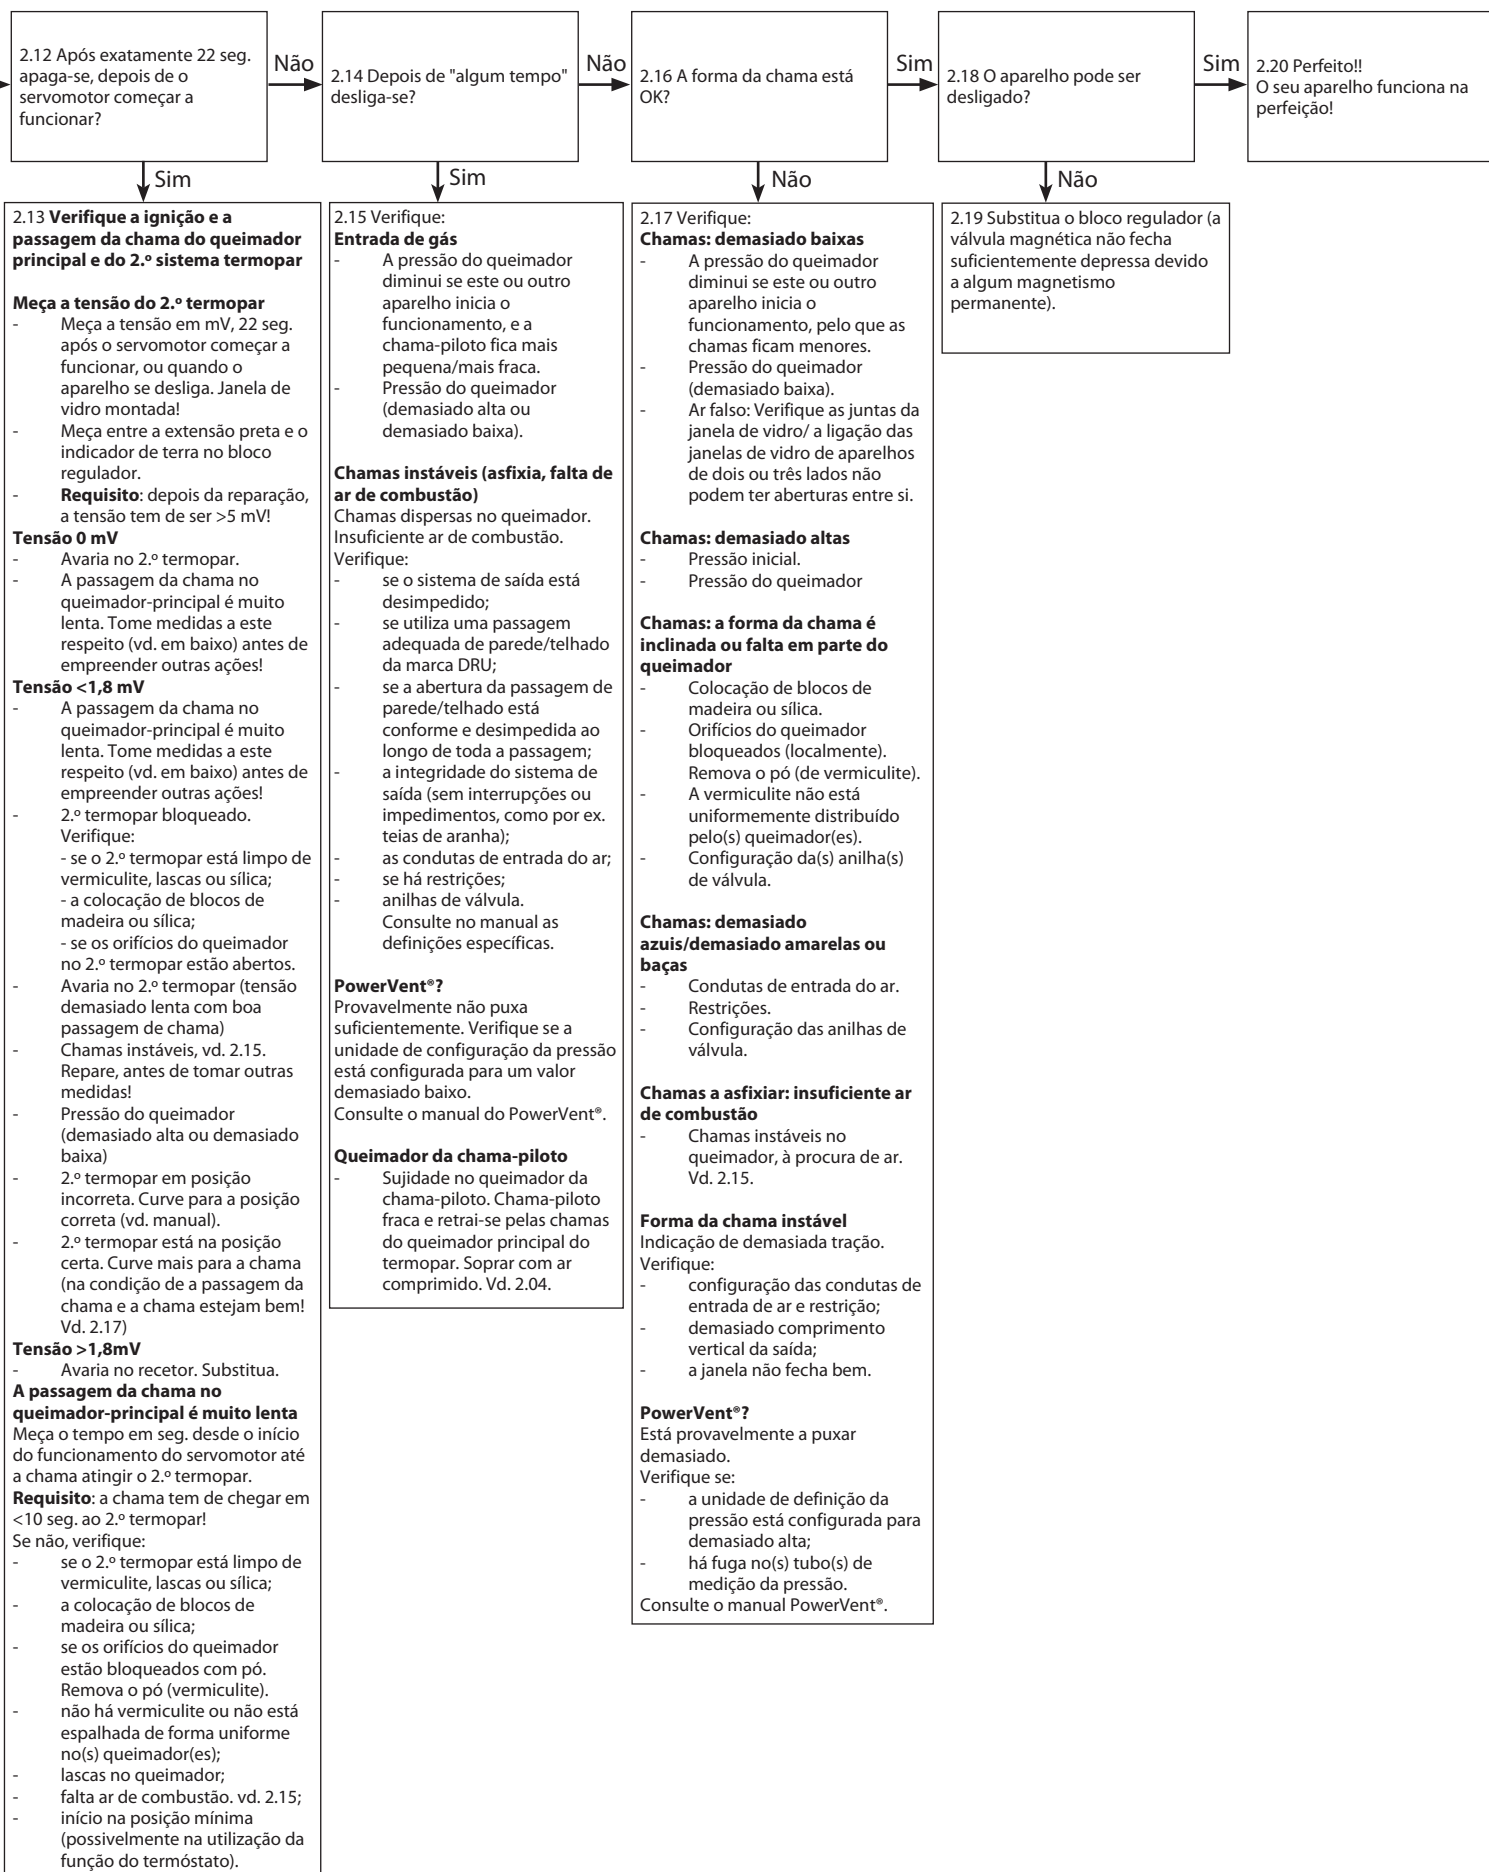 2.12 Após exatamente 22 seg.
apaga-se, depois de o
servomotor começar a
funcionar?
Não
2.14 Depois de "algum tempo"
desliga-se?
Não
2.16 A forma da chama está
OK?
Sim
2.18 O aparelho pode ser
desligado?
Sim
2.20 Perfeito!!
O seu aparelho funciona na
perfeição!
Sim
Sim
Não
Não
2.13 Verifique a ignição e a
passagem da chama do queimador
principal e do 2.º sistema termopar
Meça a tensão do 2.º termopar
- Meça a tensão em mV, 22 seg.
após o servomotor começar a
funcionar, ou quando o
aparelho se desliga. Janela de
vidro montada!
- Meça entre a extensão preta e o
indicador de terra no bloco
regulador.
- Requisito: depois da reparação,
a tensão tem de ser >5 mV!
Tensão 0 mV
- Avaria no 2.º termopar.
- A passagem da chama no
queimador-principal é muito
lenta. Tome medidas a este
respeito (vd. em baixo) antes de
empreender outras ações!
Tensão <1,8 mV
- A passagem da chama no
queimador-principal é muito
lenta. Tome medidas a este
respeito (vd. em baixo) antes de
empreender outras ações!
- 2.º termopar bloqueado.
Verifique:
- se o 2.º termopar está limpo de
vermiculite, lascas ou sílica;
- a colocação de blocos de
madeira ou sílica;
- se os orifícios do queimador
no 2.º termopar estão abertos.
- Avaria no 2.º termopar (tensão
demasiado lenta com boa
passagem de chama)
- Chamas instáveis, vd. 2.15.
Repare, antes de tomar outras
medidas!
- Pressão do queimador
(demasiado alta ou demasiado
baixa)
- 2.º termopar em posição
incorreta. Curve para a posição
correta (vd. manual).
- 2.º termopar está na posição
certa. Curve mais para a chama
(na condição de a passagem da
chama e a chama estejam bem!
Vd. 2.17)
Tensão >1,8mV
- Avaria no recetor. Substitua.
A passagem da chama no
queimador-principal é muito lenta
Meça o tempo em seg. desde o início
do funcionamento do servomotor até
a chama atingir o 2.º termopar.
Requisito: a chama tem de chegar em
<10 seg. ao 2.º termopar!
Se não, verifique:
- se o 2.º termopar está limpo de
vermiculite, lascas ou sílica;
- a colocação de blocos de
madeira ou sílica;
- se os orifícios do queimador
estão bloqueados com pó.
Remova o pó (vermiculite).
- não há vermiculite ou não está
espalhada de forma uniforme
no(s) queimador(es);
- lascas no queimador;
- falta ar de combustão. vd. 2.15;
- início na posição mínima
(possivelmente na utilização da
função do termóstato).
2.15 Verifique:
Entrada de gás
- A pressão do queimador
diminui se este ou outro
aparelho inicia o
funcionamento, e a
chama-piloto fica mais
pequena/mais fraca.
- Pressão do queimador
(demasiado alta ou
demasiado baixa).
Chamas instáveis (asfixia, falta de
ar de combustão)
Chamas dispersas no queimador.
Insuficiente ar de combustão.
Verifique:
- se o sistema de saída está
desimpedido;
- se utiliza uma passagem
adequada de parede/telhado
da marca DRU;
- se a abertura da passagem de
parede/telhado está
conforme e desimpedida ao
longo de toda a passagem;
- a integridade do sistema de
saída (sem interrupções ou
impedimentos, como por ex.
teias de aranha);
- as condutas de entrada do ar;
- se há restrições;
- anilhas de válvula.
Consulte no manual as
definições específicas.
PowerVent®?
Provavelmente não puxa
suficientemente. Verifique se a
unidade de configuração da pressão
está configurada para um valor
demasiado baixo.
Consulte o manual do PowerVent®.
Queimador da chama-piloto
- Sujidade no queimador da
chama-piloto. Chama-piloto
fraca e retrai-se pelas chamas
do queimador principal do
termopar. Soprar com ar
comprimido. Vd. 2.04.
2.17 Verifique:
Chamas: demasiado baixas
- A pressão do queimador
diminui se este ou outro
aparelho inicia o
funcionamento, pelo que as
chamas ficam menores.
- Pressão do queimador
(demasiado baixa).
- Ar falso: Verifique as juntas da
janela de vidro/ a ligação das
janelas de vidro de aparelhos
de dois ou três lados não
podem ter aberturas entre si.
Chamas: demasiado altas
- Pressão inicial.
- Pressão do queimador
Chamas: a forma da chama é
inclinada ou falta em parte do
queimador
- Colocação de blocos de
madeira ou sílica.
- Orifícios do queimador
bloqueados (localmente).
Remova o pó (de vermiculite).
- A vermiculite não está
uniformemente distribuído
pelo(s) queimador(es).
- Configuração da(s) anilha(s)
de válvula.
Chamas: demasiado
azuis/demasiado amarelas ou
baças
- Condutas de entrada do ar.
- Restrições.
- Configuração das anilhas de
válvula.
Chamas a asfixiar: insuficiente ar
de combustão
- Chamas instáveis no
queimador, à procura de ar.
Vd. 2.15.
Forma da chama instável
Indicação de demasiada tração.
Verifique:
- configuração das condutas de
entrada de ar e restrição;
- demasiado comprimento
vertical da saída;
- a janela não fecha bem.
PowerVent®?
Está provavelmente a puxar
demasiado.
Verifique se:
- a unidade de definição da
pressão está configurada para
demasiado alta;
- há fuga no(s) tubo(s) de
medição da pressão.
Consulte o manual PowerVent®.
2.19 Substitua o bloco regulador (a
válvula magnética não fecha
suficientemente depressa devido
a algum magnetismo
permanente).